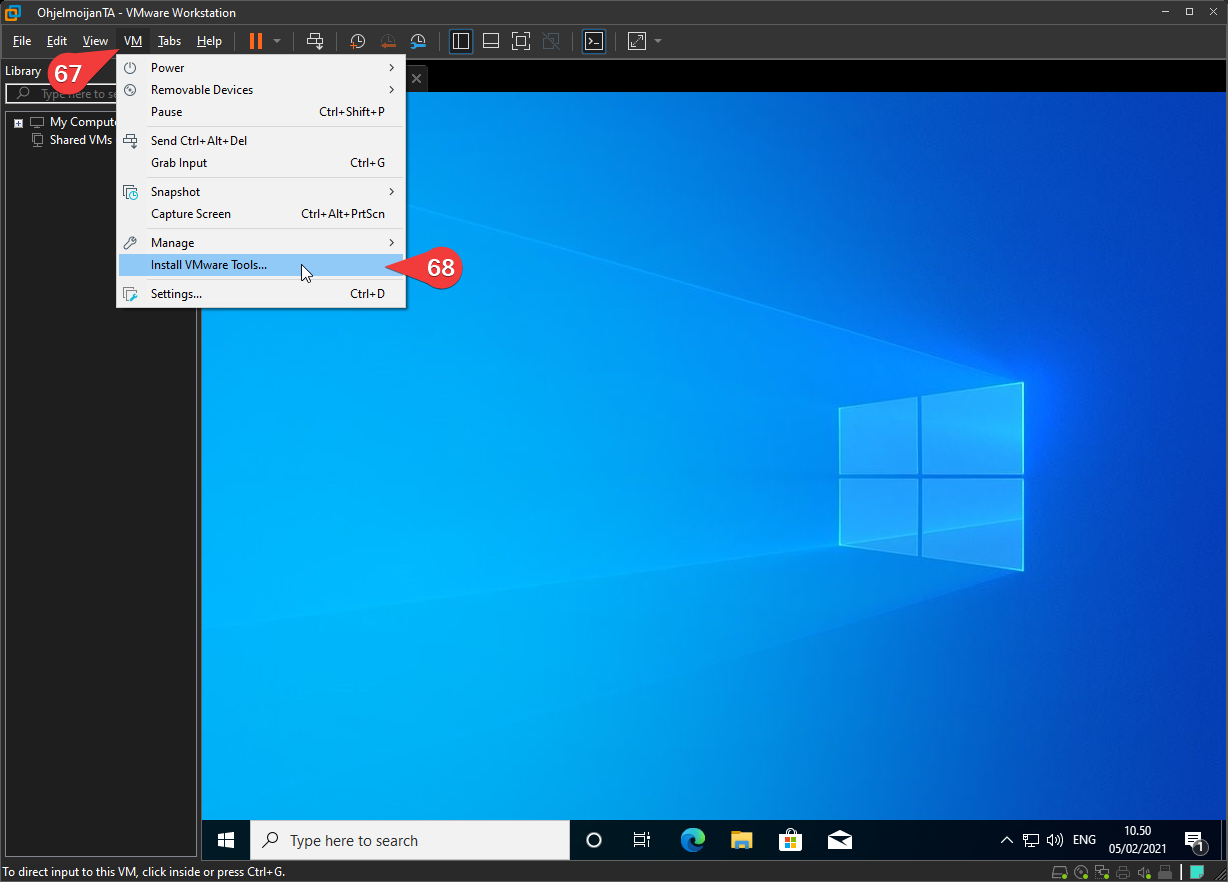 OhjelmoijanTA - VMware Workstation
File Edit View VM Tabs Help
Library
67
Type here to se
My Compute
Shared VMs
Power
Removable Devices
Pause Ctrl+Shift+P
Send Ctrl+Alt+Del
Grab Input Ctrl+G
Snapshot
Capture Screen Ctrl+Alt+PrtScn
Manage
Install VMware Tools...
68
Settings... Ctrl+D
Type here to search
ENG
10.50
05/02/2021
1
To direct input to this VM, click inside or press Ctrl+G.